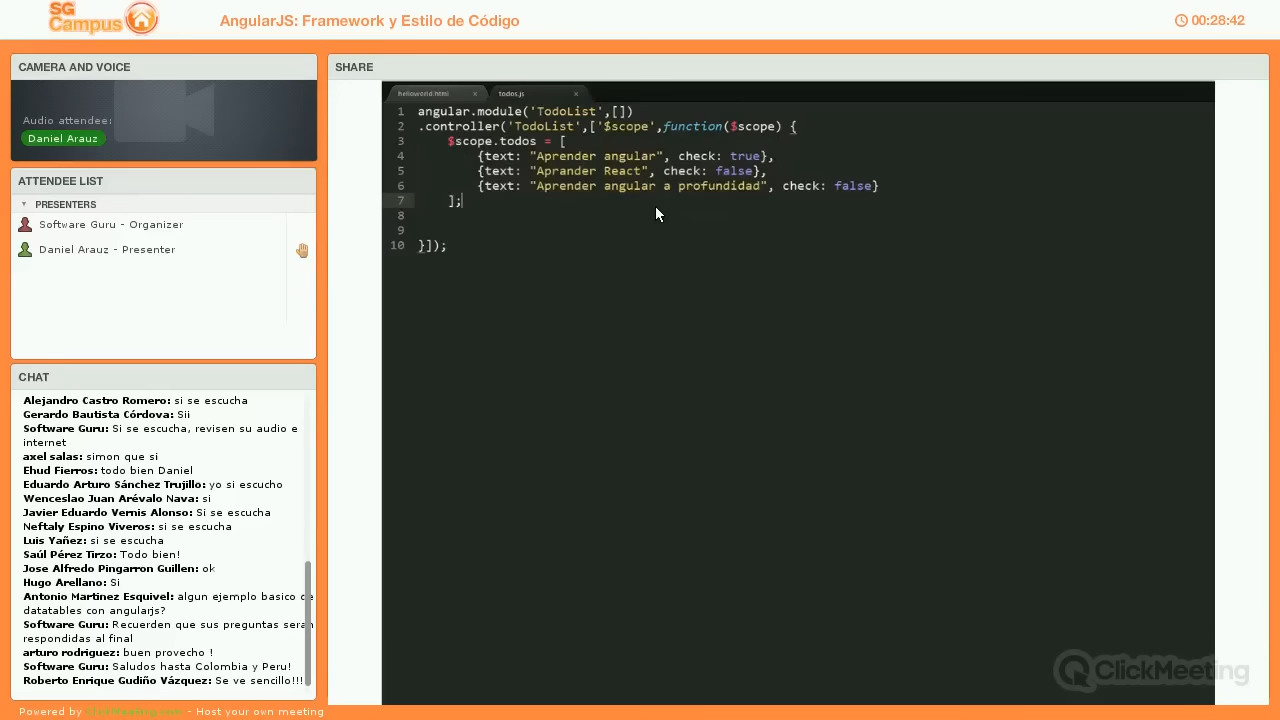 SG Campus
AngularJS: Framework y Estilo de Código
00:28:42
CAMERA AND VOICE
Audio attendee:
Daniel Arauz
ATTENDEE LIST
PRESENTERS
Software Guru - Organizer
Daniel Arauz - Presenter
CHAT
Alejandro Castro Romero: si se escucha
Gerardo Bautista Córdova: Sii
Software Guru: Si se escucha, revisen su audio e
internet
axel salas: simon que si
Ehud Fierros: todo bien Daniel
Eduardo Arturo Sánchez Trujillo: yo si escucho
Wenceslao Juan Arévalo Nava: si
Javier Eduardo Vernis Alonso: Si se escucha
Neftaly Espino Viveros: si se escucha
Luis Yañez: si se escucha
Saúl Pérez Tirzo: Todo bien!
Jose Alfredo Pingarron Guillen: ok
Hugo Arellano: Si
Antonio Martinez Esquivel: algun ejemplo basico de
datatables con angularjs?
Software Guru: Recuerden que sus preguntas seran
respondidas al final
arturo rodriguez: buen provecho !
Software Guru: Saludos hasta Colombia y Peru!
Roberto Enrique Gudiño Vázquez: Se ve sencillo!!!
Powered by ClickMeeting.com - Host your own meeting
SHARE
helloworld.html × todos.js ×
1 angular.module('TodoList',[])
2 .controller('TodoList',['$scope',function($scope) {
3 $scope.todos = [
4 {text: "Aprender angular", check: true},
5 {text: "Aprander React", check: false},
6 {text: "Aprender angular a profundidad", check: false}
7 ];
8
9
10 }]);
ClickMeeting